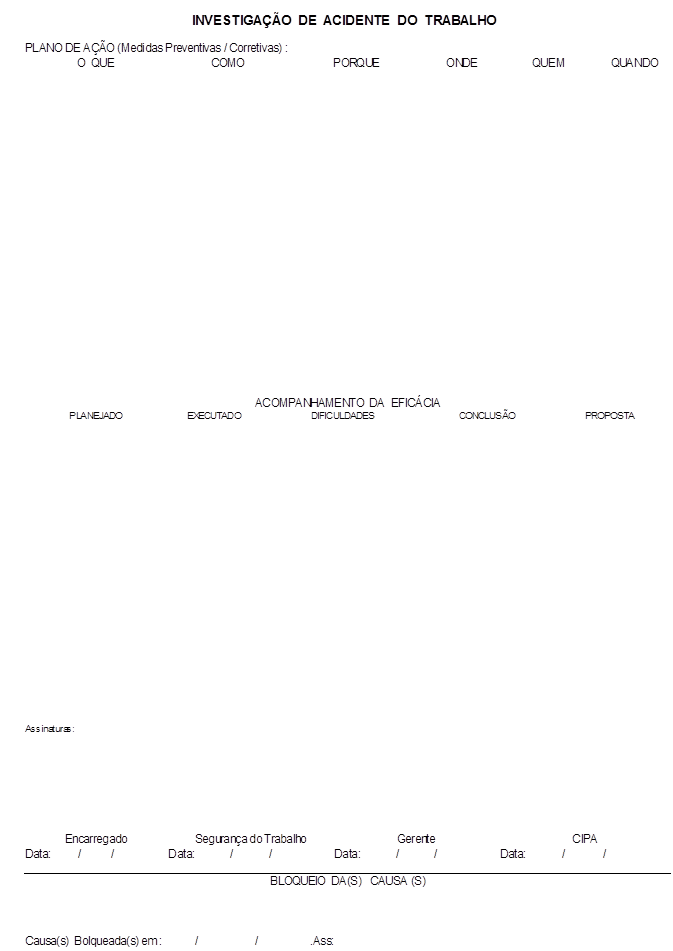 INVESTIGAÇÃO DE ACIDENTE DO TRABALHO
PLANO DE AÇÃO (Medidas Preventivas / Corretivas) :
O QUE COMO PORQUE ONDE QUEM QUANDO
ACOMPANHAMENTO DA EFICÁCIA
PLANEJADO EXECUTADO DIFICULDADES CONCLUSÃO PROPOSTA
Assinaturas:
Encarregado Segurança do Trabalho Gerente CIPA
Data: / / Data: / / Data: / / Data: / /
BLOQUEIO DA(S) CAUSA (S)
Causa(s) Bolqueada(s) em : / / .Ass: